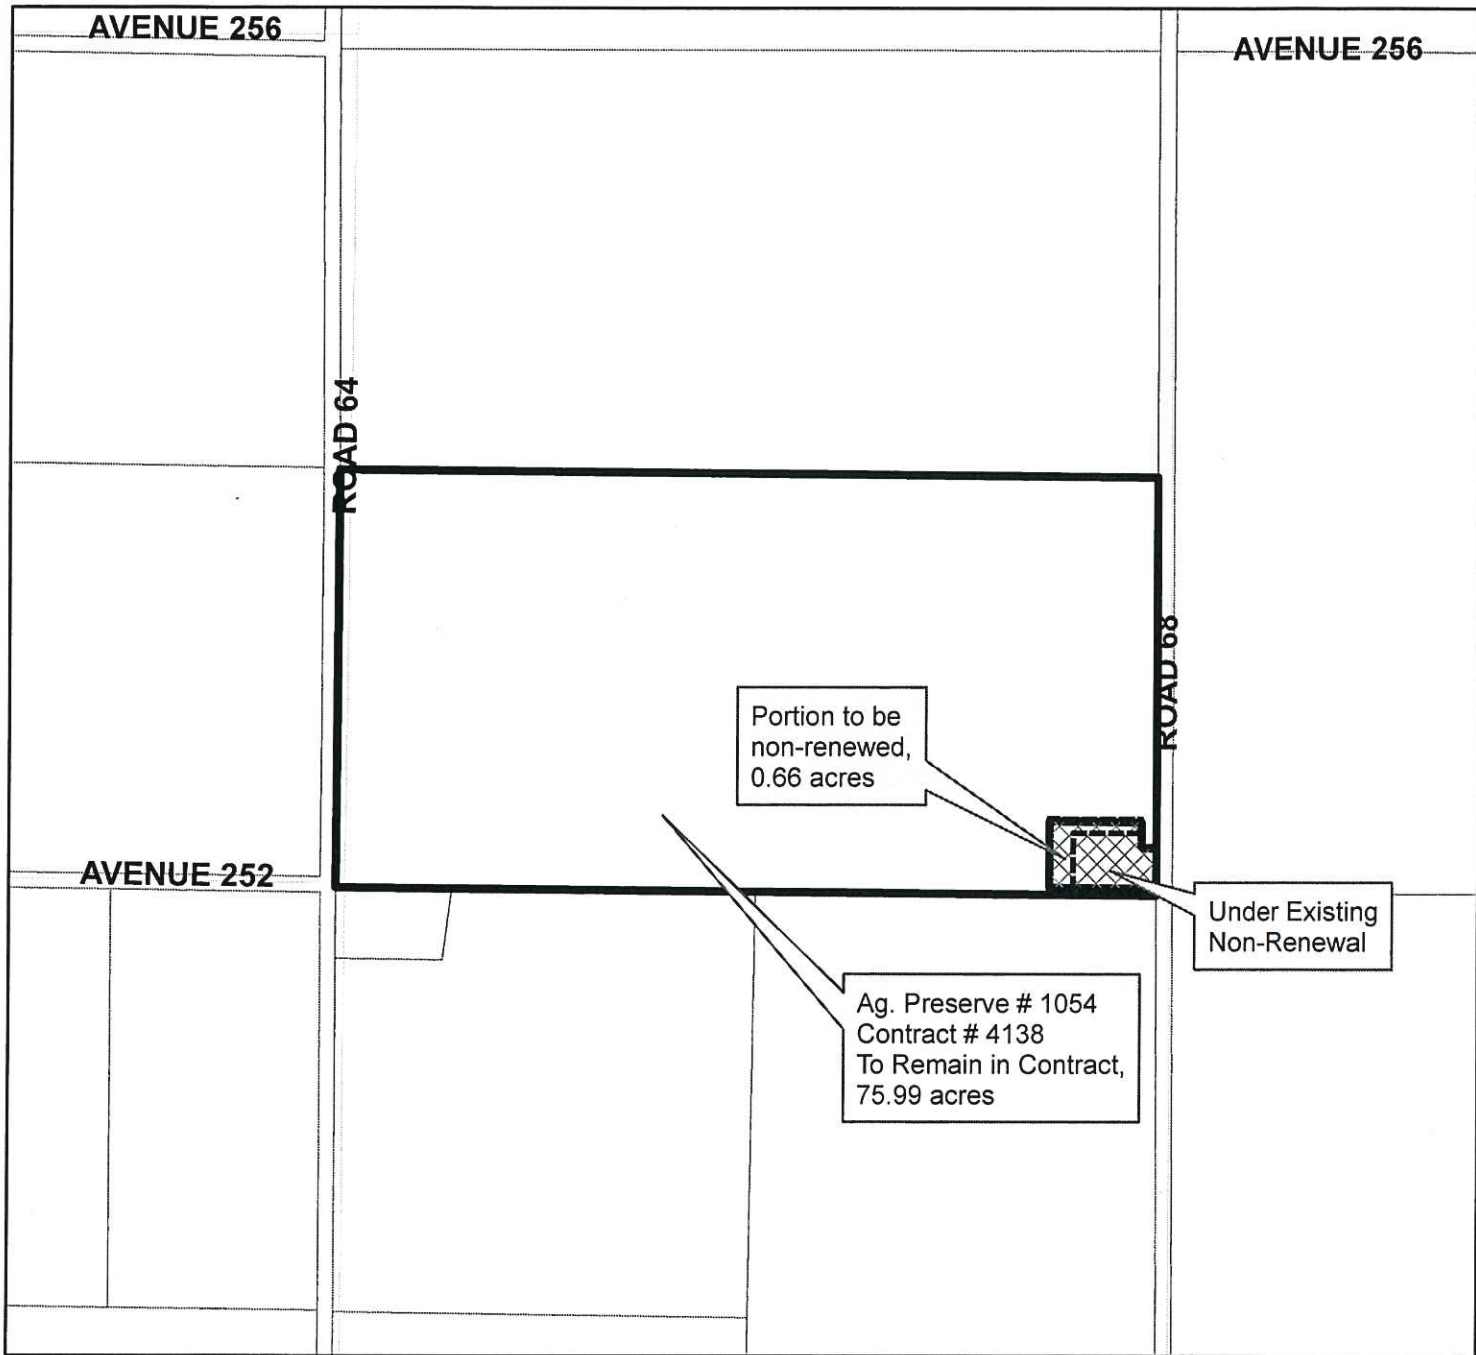 AVENUE 256
AVENUE 256
ROAD 64
ROAD 68
Portion to be
non-renewed,
0.66 acres
AVENUE 252
Under Existing
Non-Renewal
Ag. Preserve # 1054
Contract # 4138
To Remain in Contract,
75.99 acres